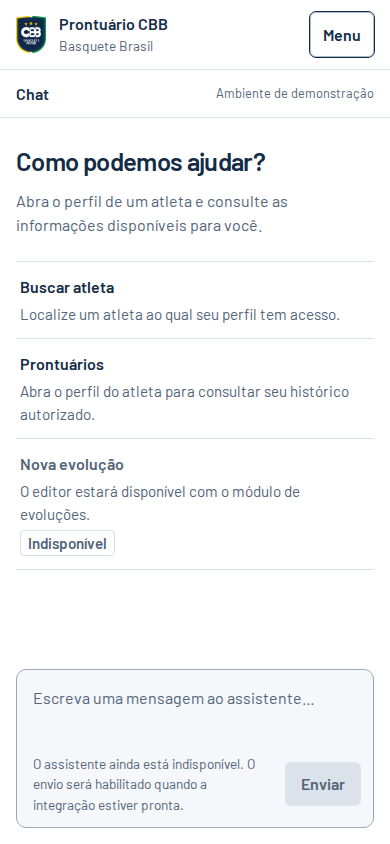 CBB
Prontuário CBB
Basquete Brasil
Menu
Chat
Ambiente de demonstração
Como podemos ajudar?
Abra o perfil de um atleta e consulte as
informações disponíveis para você.
Buscar atleta
Localize um atleta ao qual seu perfil tem acesso.
Prontuários
Abra o perfil do atleta para consultar seu histórico
autorizado.
Nova evolução
O editor estará disponível com o módulo de
evoluções.
Indisponível
Escreva uma mensagem ao assistente...
O assistente ainda está indisponível. O
envio será habilitado quando a
integração estiver pronta.
Enviar